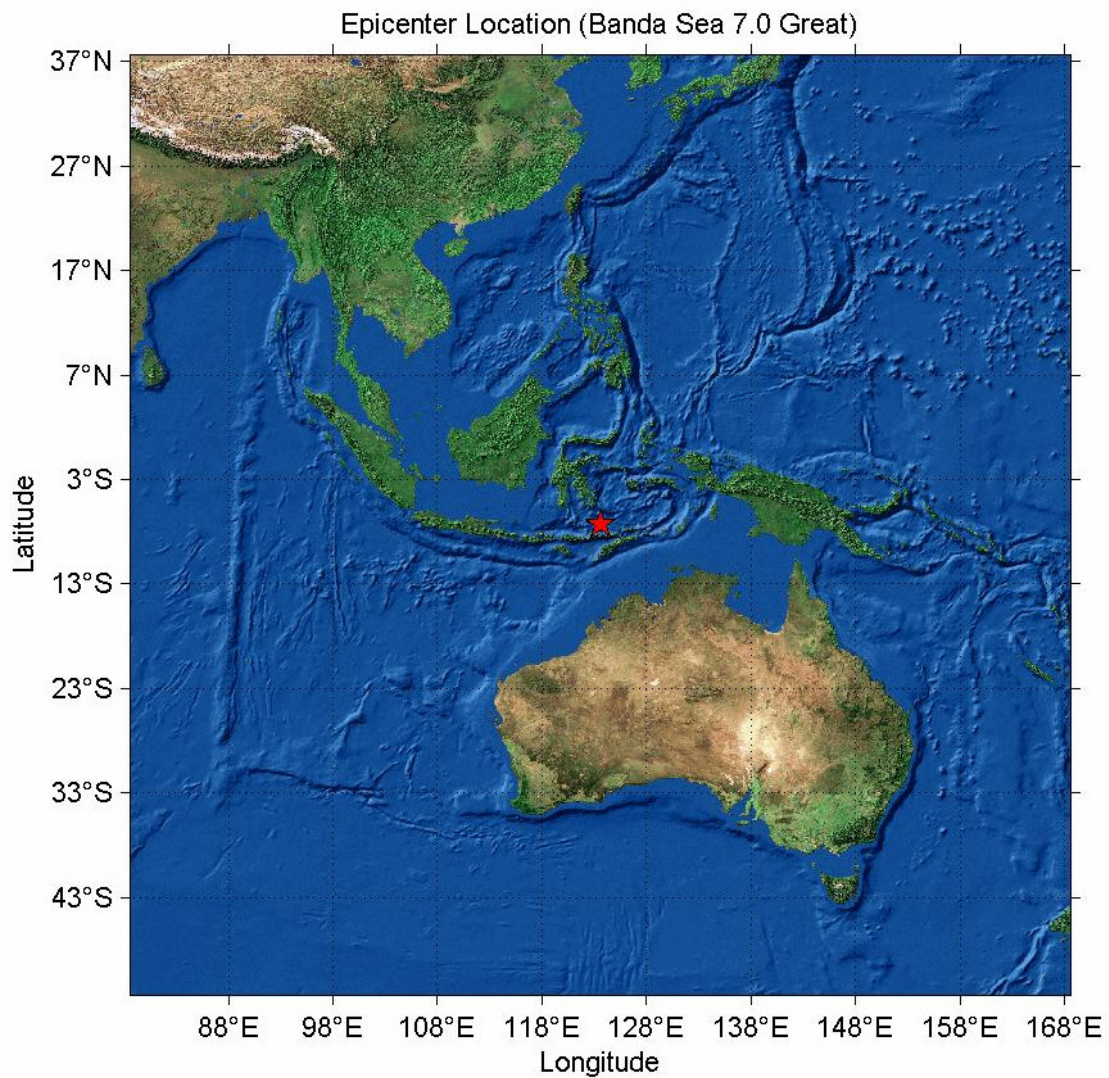 Epicenter Location (Banda Sea 7.0 Great)
37°N
27°N
17°N
7°N
3°S
13°S
23°S
33°S
43°S
Latitude
88°E 98°E 108°E 118°E 128°E 138°E 148°E 158°E 168°E
Longitude